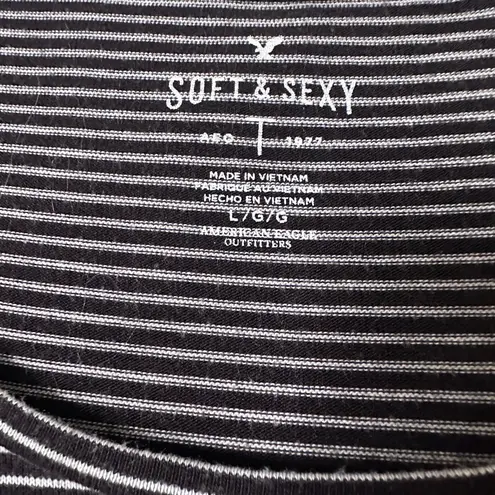 SOFT & SEXY
AEO T 1977
MADE IN VIETNAM
FABRIQUÉ AU VIETNAM
HECHO EN VIETNAM
L/G/G
AMERICAN EAGLE
OUTFITTERS